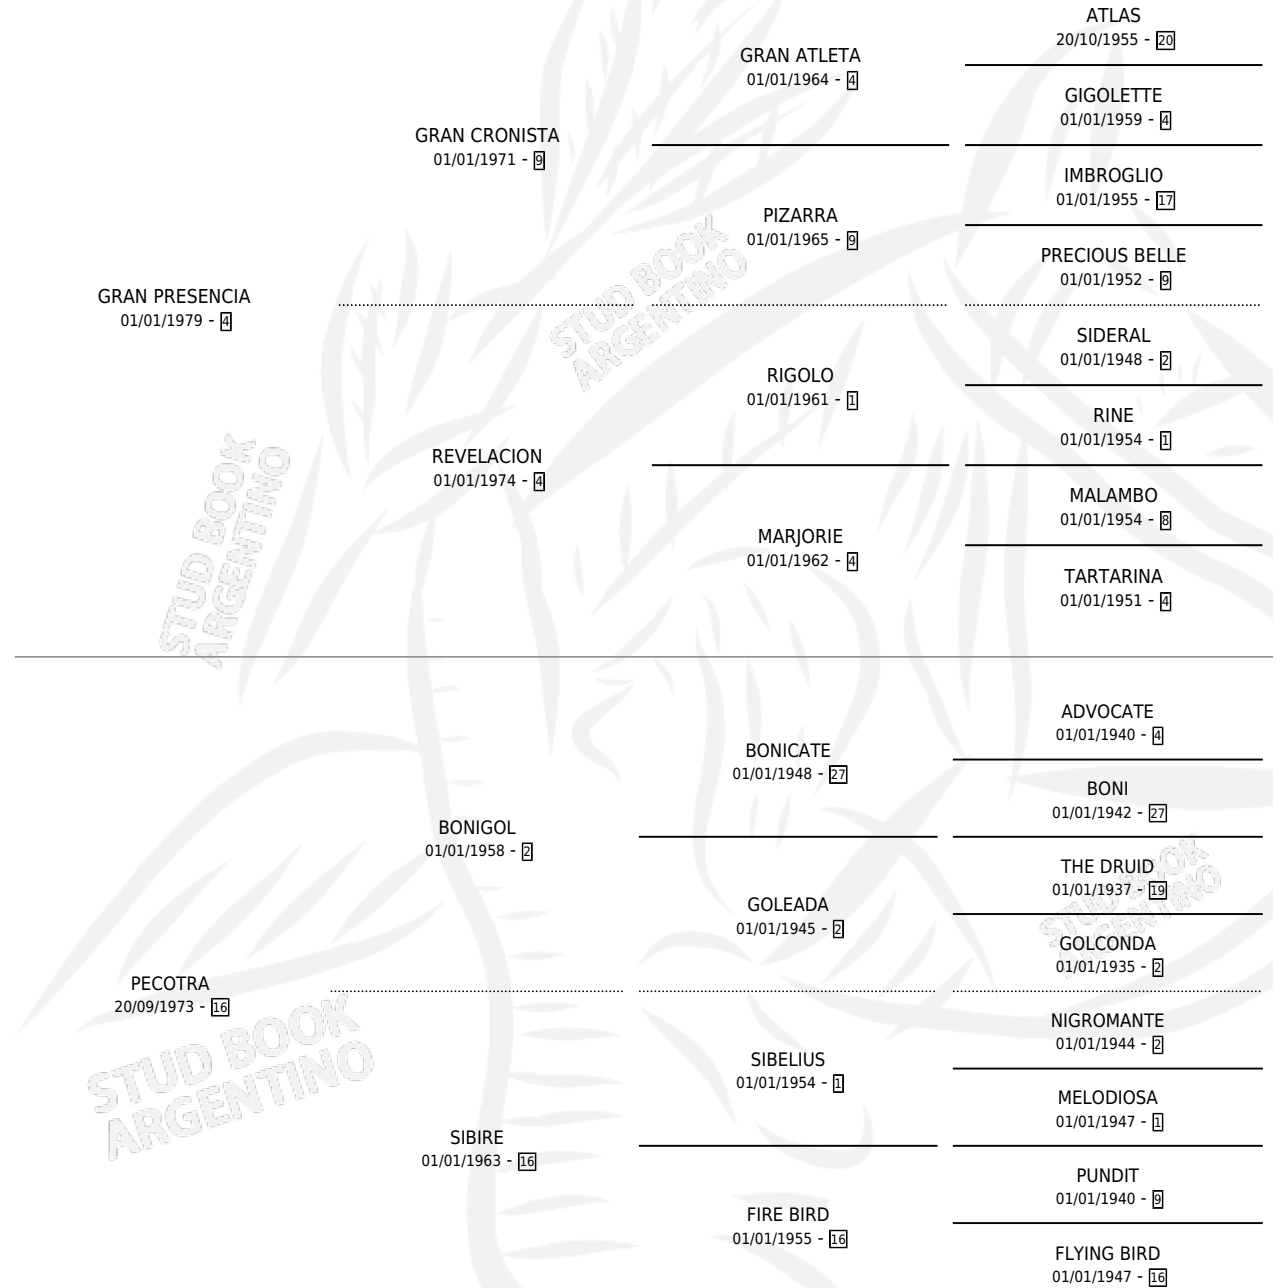 ATLAS
20/10/1955 - 20
GRAN ATLETA
01/01/1964 - 4
GIGOLETTE
01/01/1959 - 4
GRAN CRONISTA
01/01/1971 - 9
IMBROGLIO
01/01/1955 - 17
PIZARRA
01/01/1965 - 9
PRECIOUS BELLE
01/01/1952 - 9
GRAN PRESENCIA
01/01/1979 - 4
SIDERAL
01/01/1948 - 2
RIGOLO
01/01/1961 - 1
RINE
01/01/1954 - 1
REVELACION
01/01/1974 - 4
MALAMBO
01/01/1954 - 8
MARJORIE
01/01/1962 - 4
TARTARINA
01/01/1951 - 4
STUD BOOK
ARGENTINO
STUD BOOK
ARGENTINO
ADVOCATE
01/01/1940 - 4
BONICATE
01/01/1948 - 27
BONI
01/01/1942 - 27
BONIGOL
01/01/1958 - 2
THE DRUID
01/01/1937 - 19
GOLEADA
01/01/1945 - 2
GOLCONDA
01/01/1935 - 2
PECOTRA
20/09/1973 - 16
NIGROMANTE
01/01/1944 - 2
SIBELIUS
01/01/1954 - 1
MELODIOSA
01/01/1947 - 1
SIBIRE
01/01/1963 - 16
PUNDIT
01/01/1940 - 9
FIRE BIRD
01/01/1955 - 16
FLYING BIRD
01/01/1947 - 16
STUD BOOK
ARGENTINO
STUD BOOK
ARGENTINO